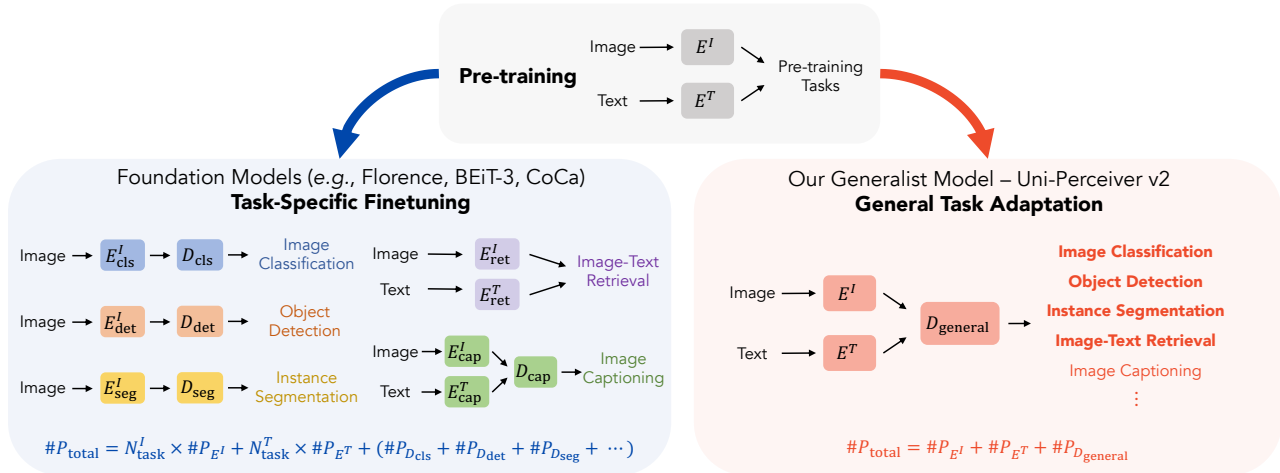 Pre-training
Image
E^I
Text
E^T
Pre-training
Tasks
Foundation Models (e.g., Florence, BEiT-3, CoCa)
Task-Specific Finetuning
Image
E^I_cls
D_cls
Image
Classification
Image
E^I_det
D_det
Object
Detection
Image
E^I_seg
D_seg
Instance
Segmentation
Image
E^I_ret
Text
E^T_ret
Image-Text
Retrieval
Image
E^I_cap
Text
E^T_cap
D_cap
Image
Captioning
#P_total = N^I_task × #P_{E^I} + N^T_task × #P_{E^T} + (#P_{D_cls} + #P_{D_det} + #P_{D_seg} + ⋯)
Our Generalist Model – Uni-Perceiver v2
General Task Adaptation
Image
E^I
Text
E^T
D_general
Image Classification
Object Detection
Instance Segmentation
Image-Text Retrieval
Image Captioning
⋮
#P_total = #P_{E^I} + #P_{E^T} + #P_{D_general}